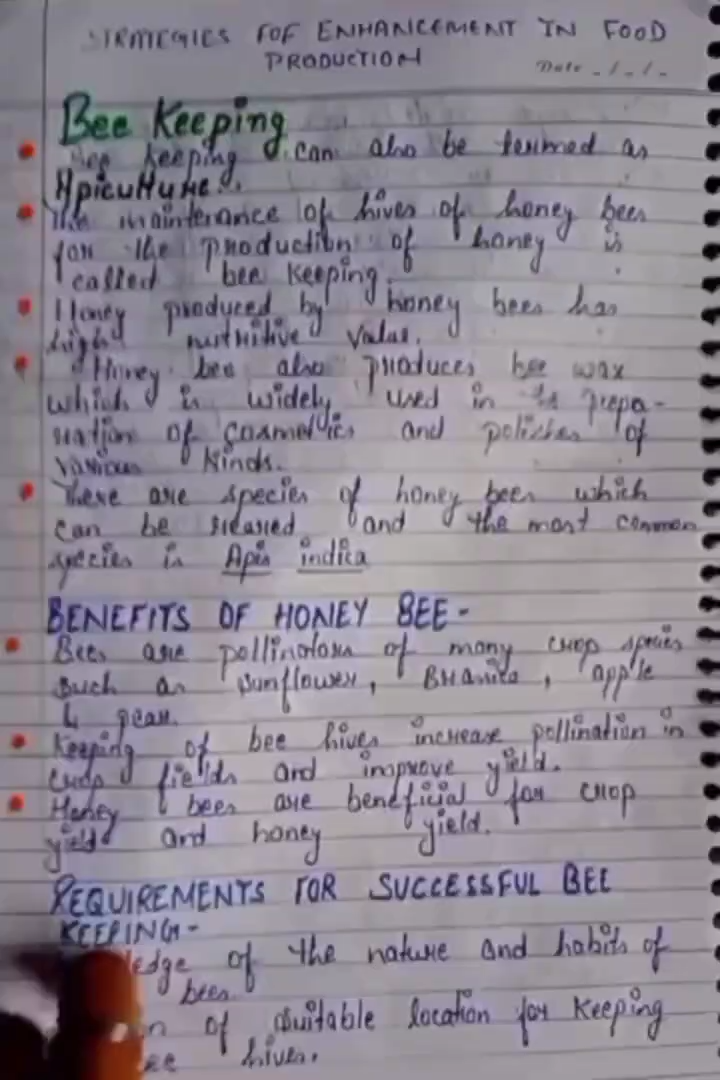 STRATEGIES FOF ENHANCEMENT IN FOOD
PRODUCTION
Date -/-/-
Bee Keeping
Bee keeping can also be termed as
Apiculture.
The maintenance of hives of honey bees
for the production of honey is
called bee keeping.
Honey produced by honey bees has
high nutritive value.
Honey bee also produces bee wax
which is widely used in prepa-
ration of cosmetics and polishes of
various kinds.
There are species of honey bees which
can be reared and the most common
species is Apis indica
BENEFITS OF HONEY BEE-
Bees are pollinators of many crop species
such as sunflower, Brassica, apple
& pear.
Keeping of bee hives increase pollination in
crop fields and improve yield.
Honey bees are beneficial for crop
yield and honey yield.
REQUIREMENTS FOR SUCCESSFUL BEE
KEEPING-
ledge of the nature and habits of
bees
n of suitable location for keeping
ee hives.